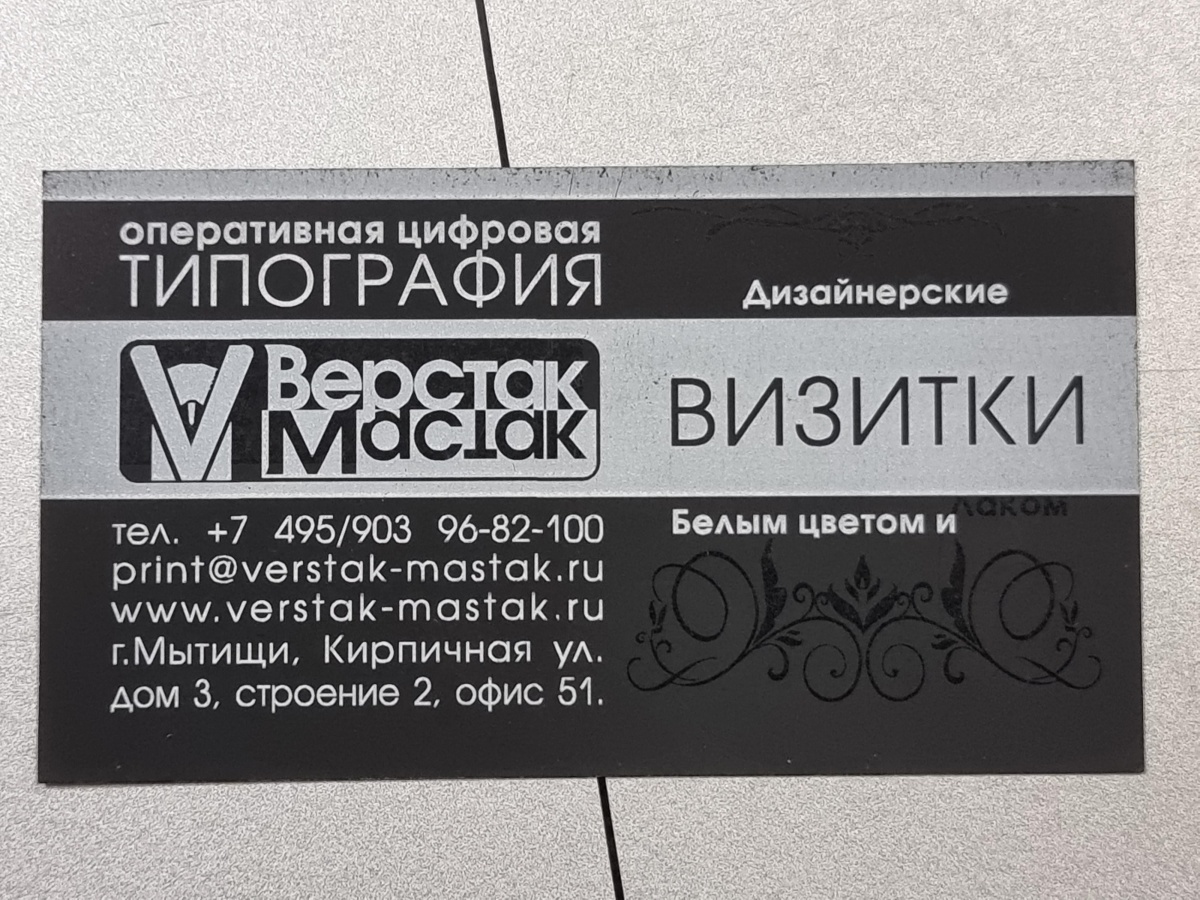 оперативная цифровая
ТИПОГРАФИЯ
Верстак
Мастак
тел. +7 495/903 96-82-100
print@verstak-mastak.ru
www.verstak-mastak.ru
г.Мытищи, Кирпичная ул.
дом 3, строение 2, офис 51.
Дизайнерские
ВИЗИТКИ
Белым цветом и
лаком